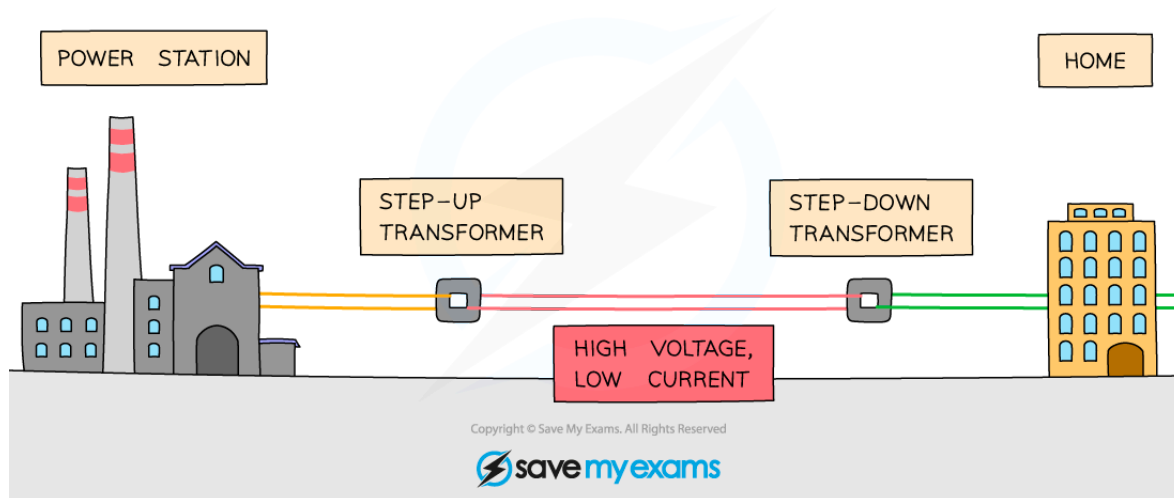 POWER STATION
HOME
STEP-UP
TRANSFORMER
STEP-DOWN
TRANSFORMER
HIGH VOLTAGE,
LOW CURRENT
Copyright © Save My Exams. All Rights Reserved
save my exams